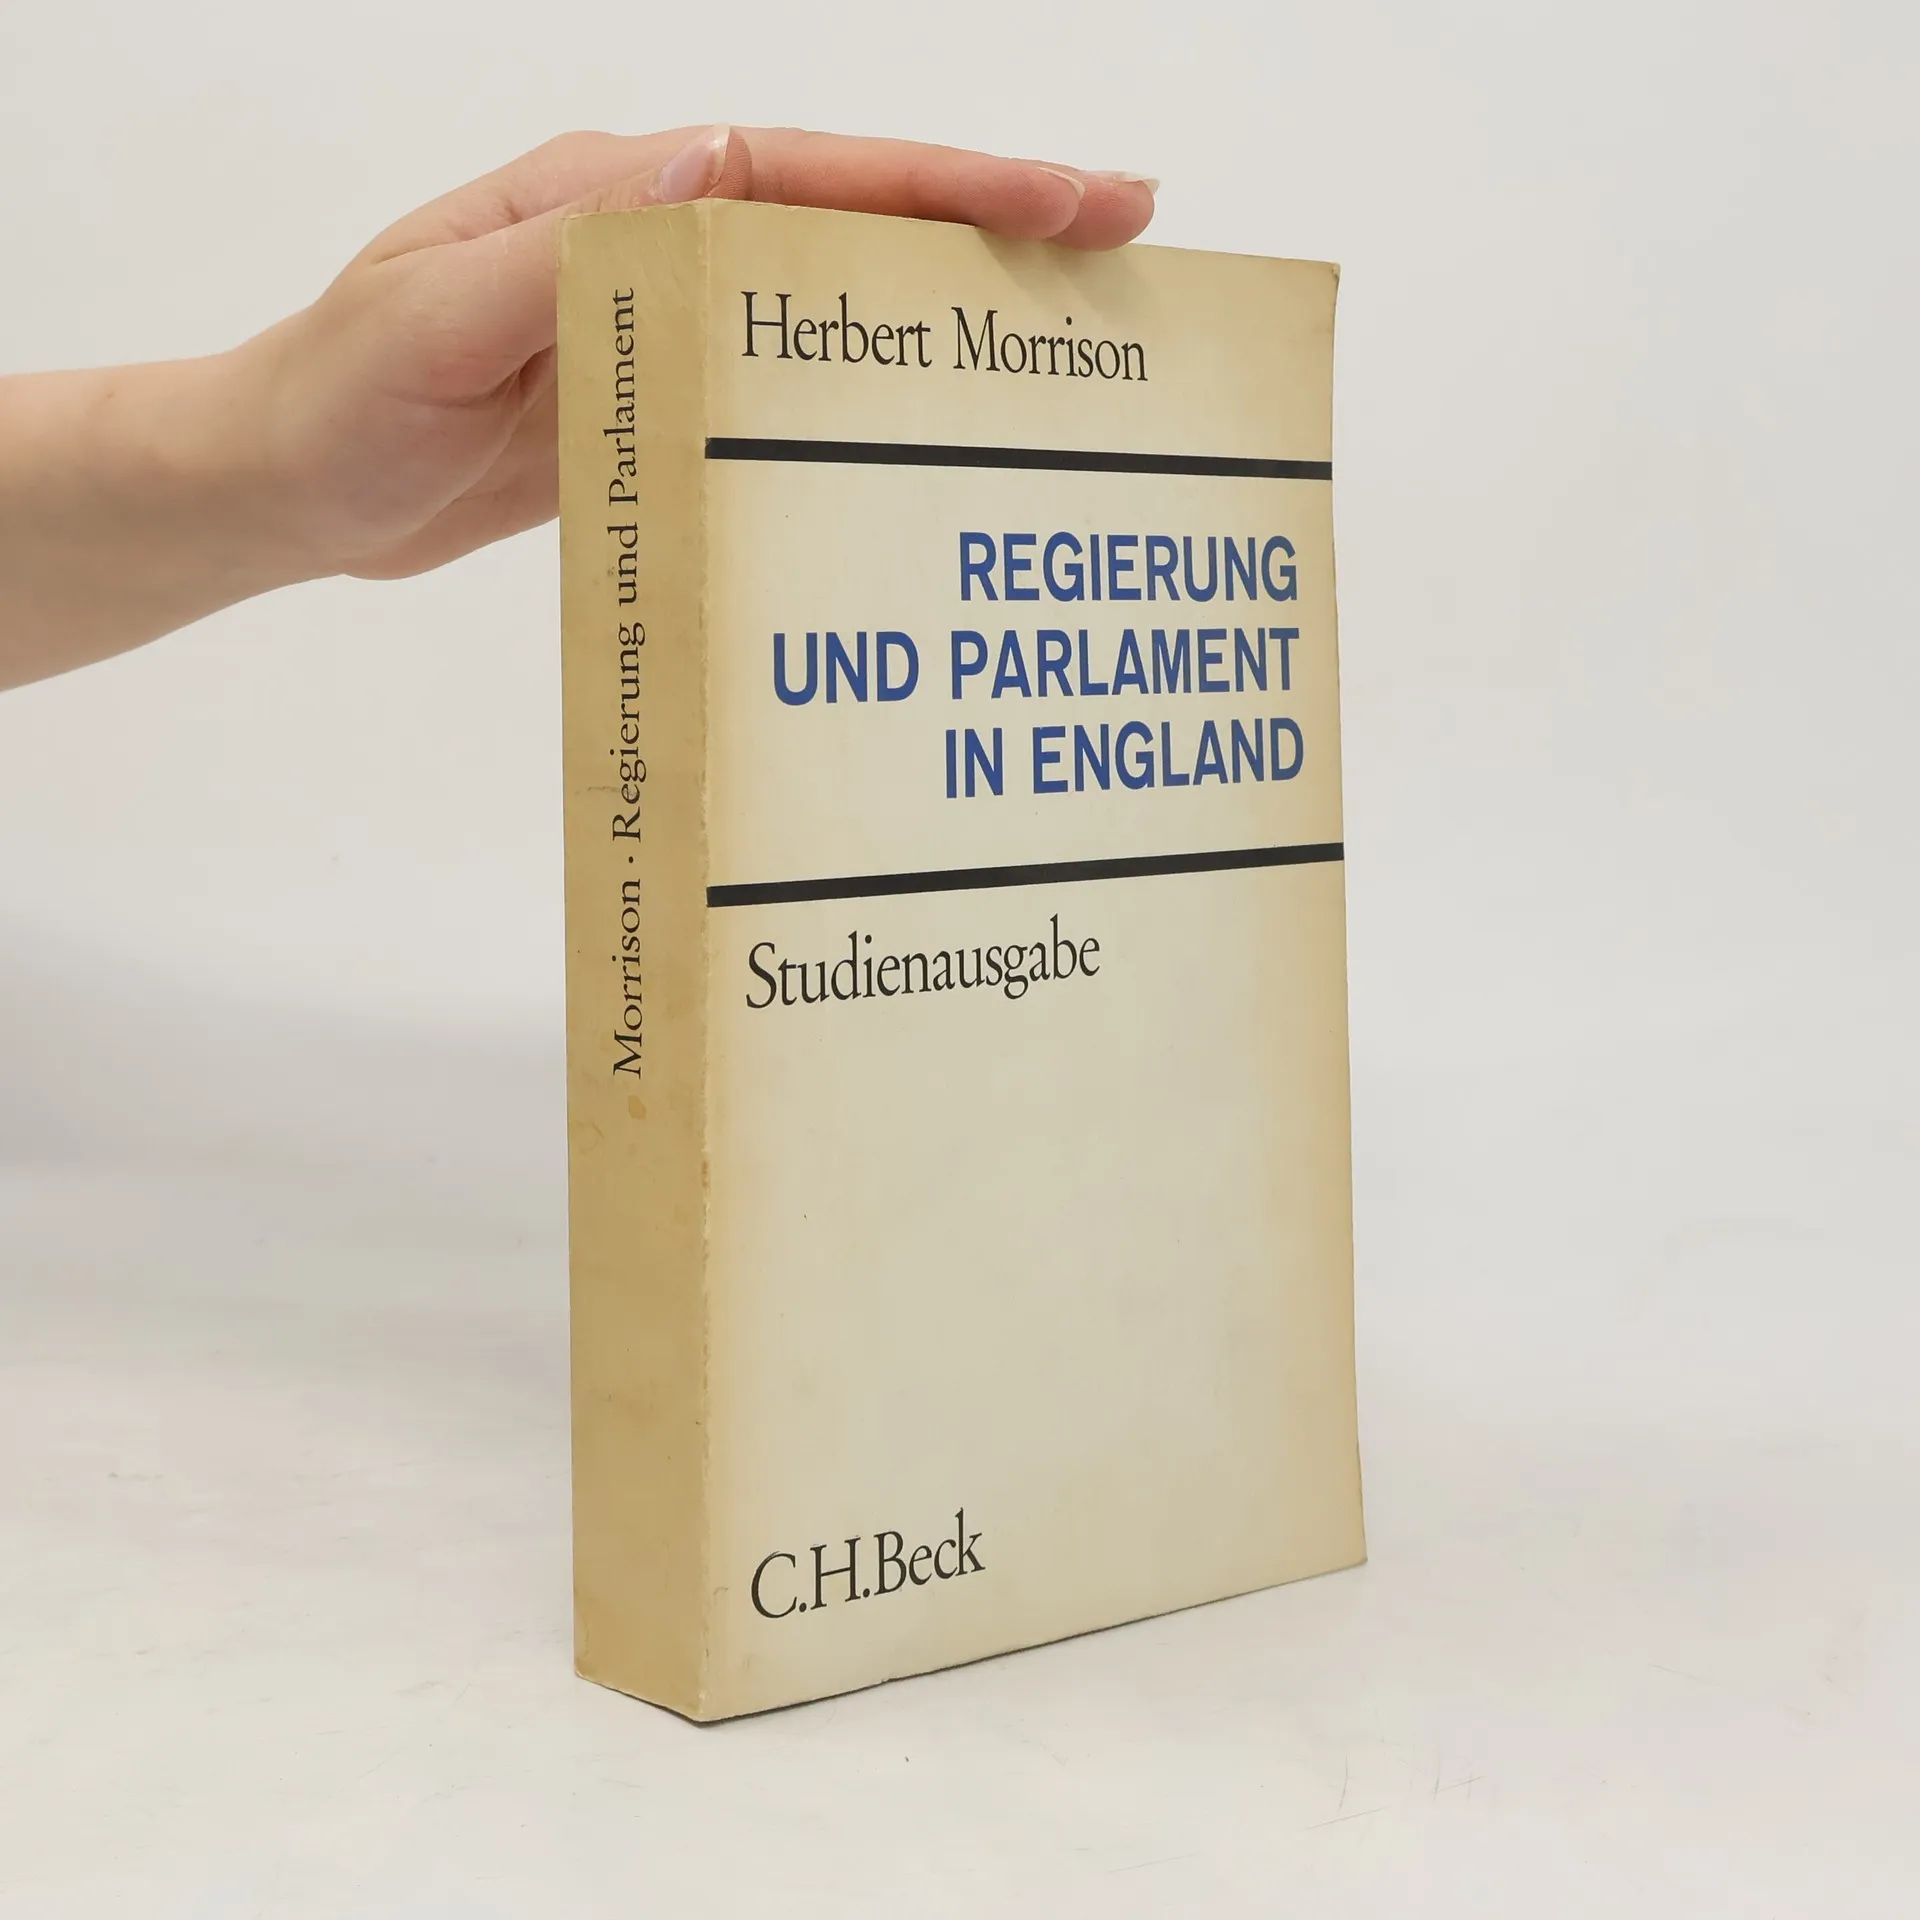 Herbert Morrison
REGIERUNG
UND PARLAMENT
IN ENGLAND
Studienausgabe
C.H.Beck
Morrison · Regierung und Parlament